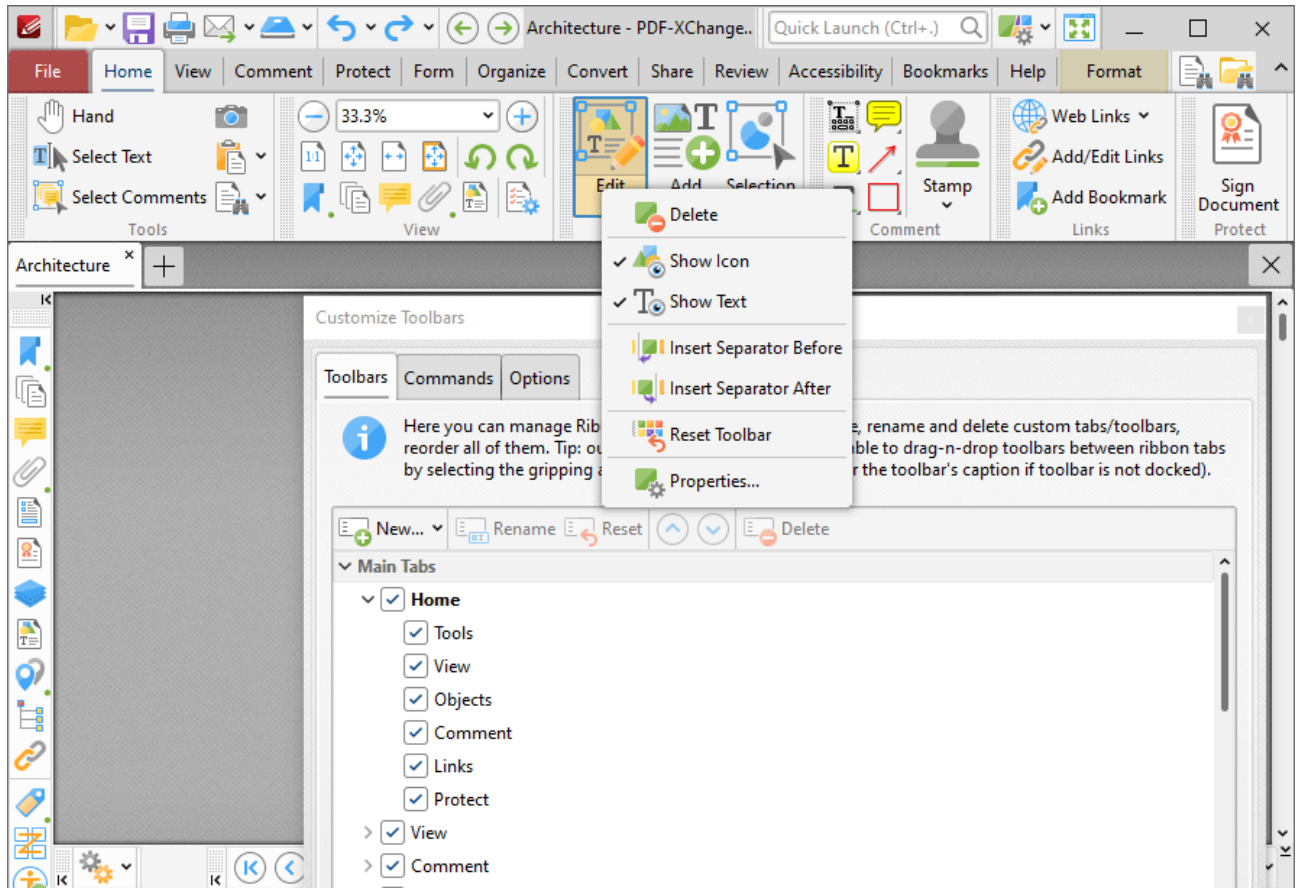 Architecture - PDF-XChange..
Quick Launch (Ctrl+.)
File Home View Comment Protect Form Organize Convert Share Review Accessibility Bookmarks Help Format
Hand
Select Text
Select Comments
Tools
33.3%
1:1
View
Edit
Add
Selection
Stamp
Comment
Web Links
Add/Edit Links
Add Bookmark
Links
Sign
Document
Protect
Architecture
Delete
Show Icon
Show Text
Insert Separator Before
Insert Separator After
Reset Toolbar
Properties...
Customize Toolbars
Toolbars Commands Options
Here you can manage Rib , rename and delete custom tabs/toolbars,
reorder all of them. Tip: ble to drag-n-drop toolbars between ribbon tabs
by selecting the gripping the toolbar's caption if toolbar is not docked).
New... Rename Reset Delete
Main Tabs
Home
Tools
View
Objects
Comment
Links
Protect
View
Comment